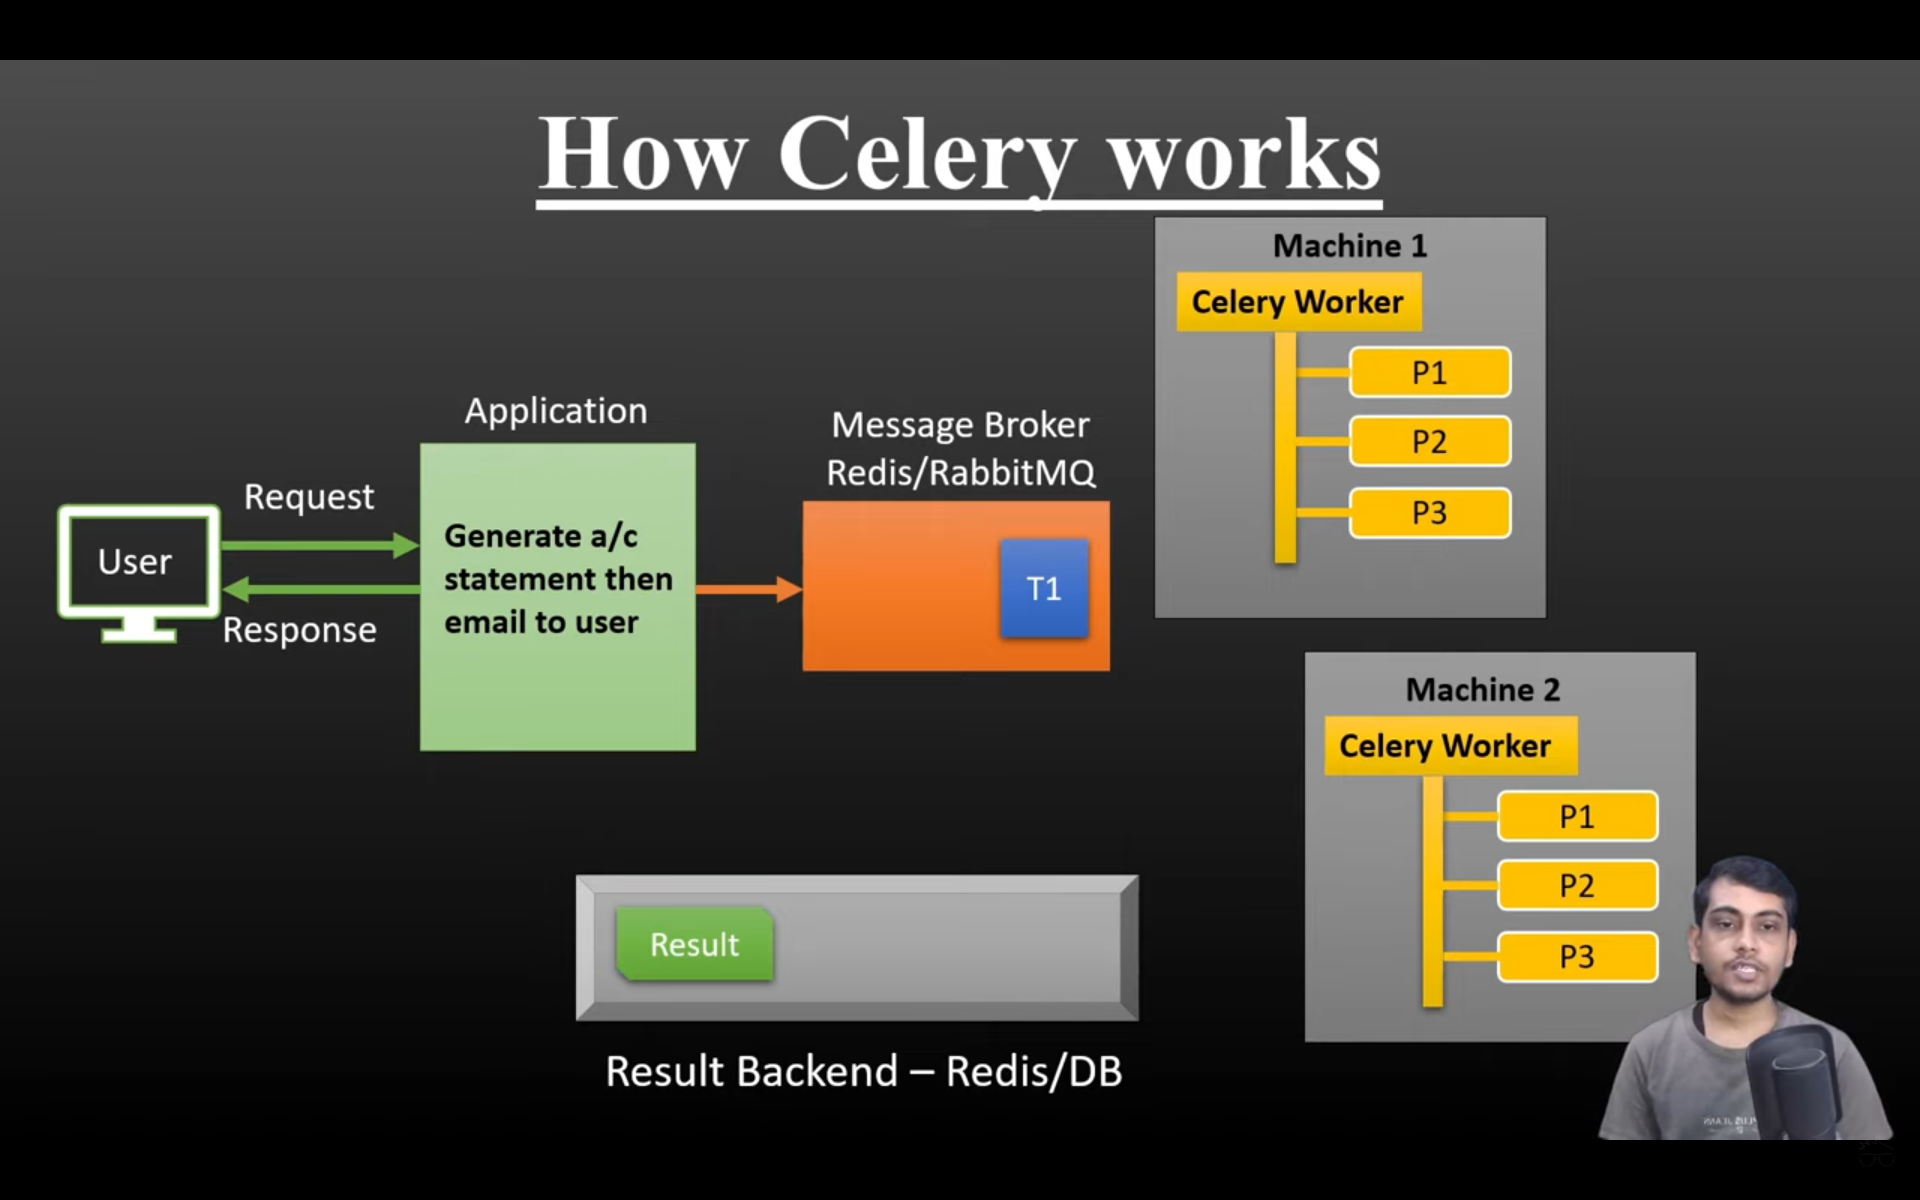 How Celery works
Machine 1
Celery Worker
P1
P2
P3
Application
Message Broker
Redis/RabbitMQ
Request
User
Response
Generate a/c
statement then
email to user
T1
Machine 2
Celery Worker
P1
P2
P3
Result
Result Backend – Redis/DB